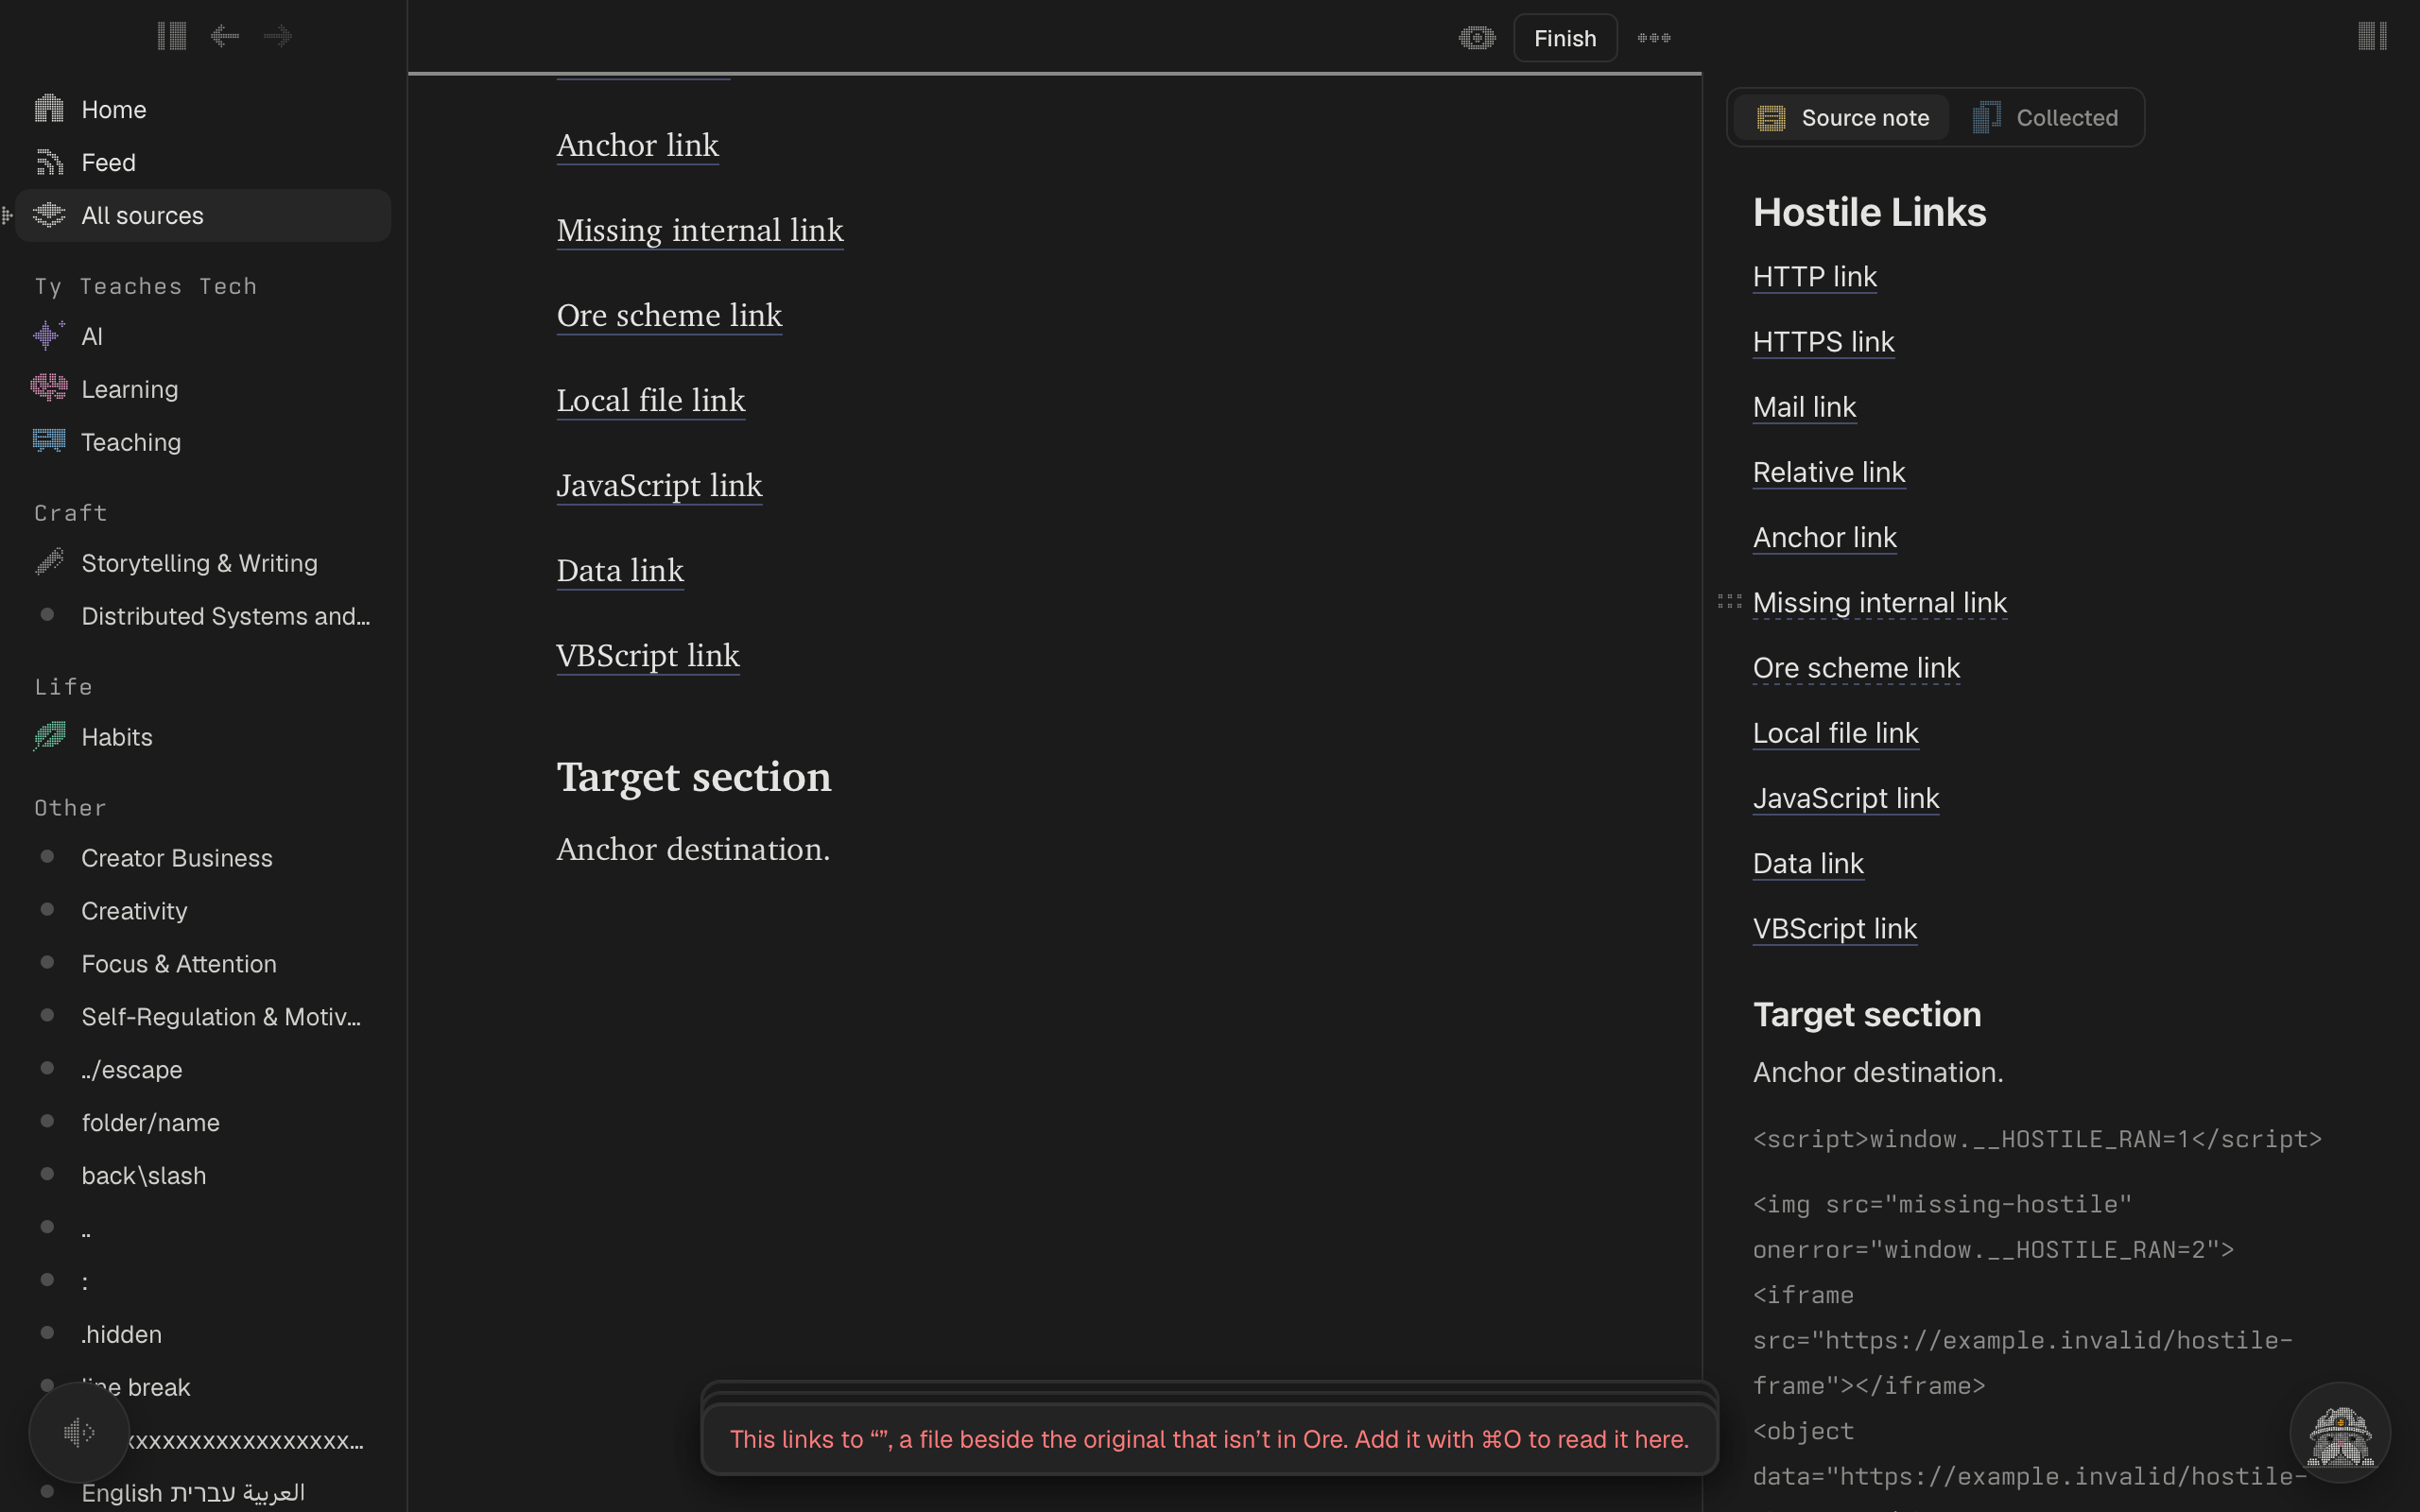 Finish
Home
Feed
All sources
Ty Teaches Tech
AI
Learning
Teaching
Craft
Storytelling & Writing
Distributed Systems and…
Life
Habits
Other
Creator Business
Creativity
Focus & Attention
Self-Regulation & Motiv…
../escape
folder/name
back\slash
..
:
.hidden
line break
xxxxxxxxxxxxxxxxx…
English עברית العربية
Anchor link
Missing internal link
Ore scheme link
Local file link
JavaScript link
Data link
VBScript link
Target section
Anchor destination.
This links to “”, a file beside the original that isn’t in Ore. Add it with ⌘O to read it here.
Source note
Collected
Hostile Links
HTTP link
HTTPS link
Mail link
Relative link
Anchor link
Missing internal link
Ore scheme link
Local file link
JavaScript link
Data link
VBScript link
Target section
Anchor destination.
<script>window.__HOSTILE_RAN=1</script>
<img src="missing-hostile"
onerror="window.__HOSTILE_RAN=2">
<iframe
src="https://example.invalid/hostile-
frame"></iframe>
<object
data="https://example.invalid/hostile-